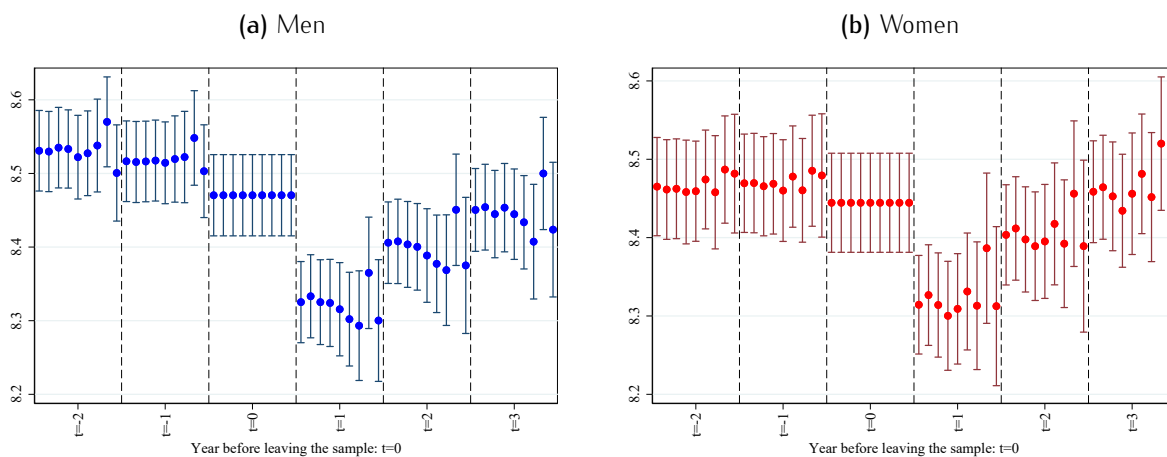 (a) Men
8.6
8.5
8.4
8.3
8.2
t=-2
t=-1
t=0
t=1
t=2
t=3
Year before leaving the sample: t=0
(b) Women
8.6
8.5
8.4
8.3
8.2
t=-2
t=-1
t=0
t=1
t=2
t=3
Year before leaving the sample: t=0